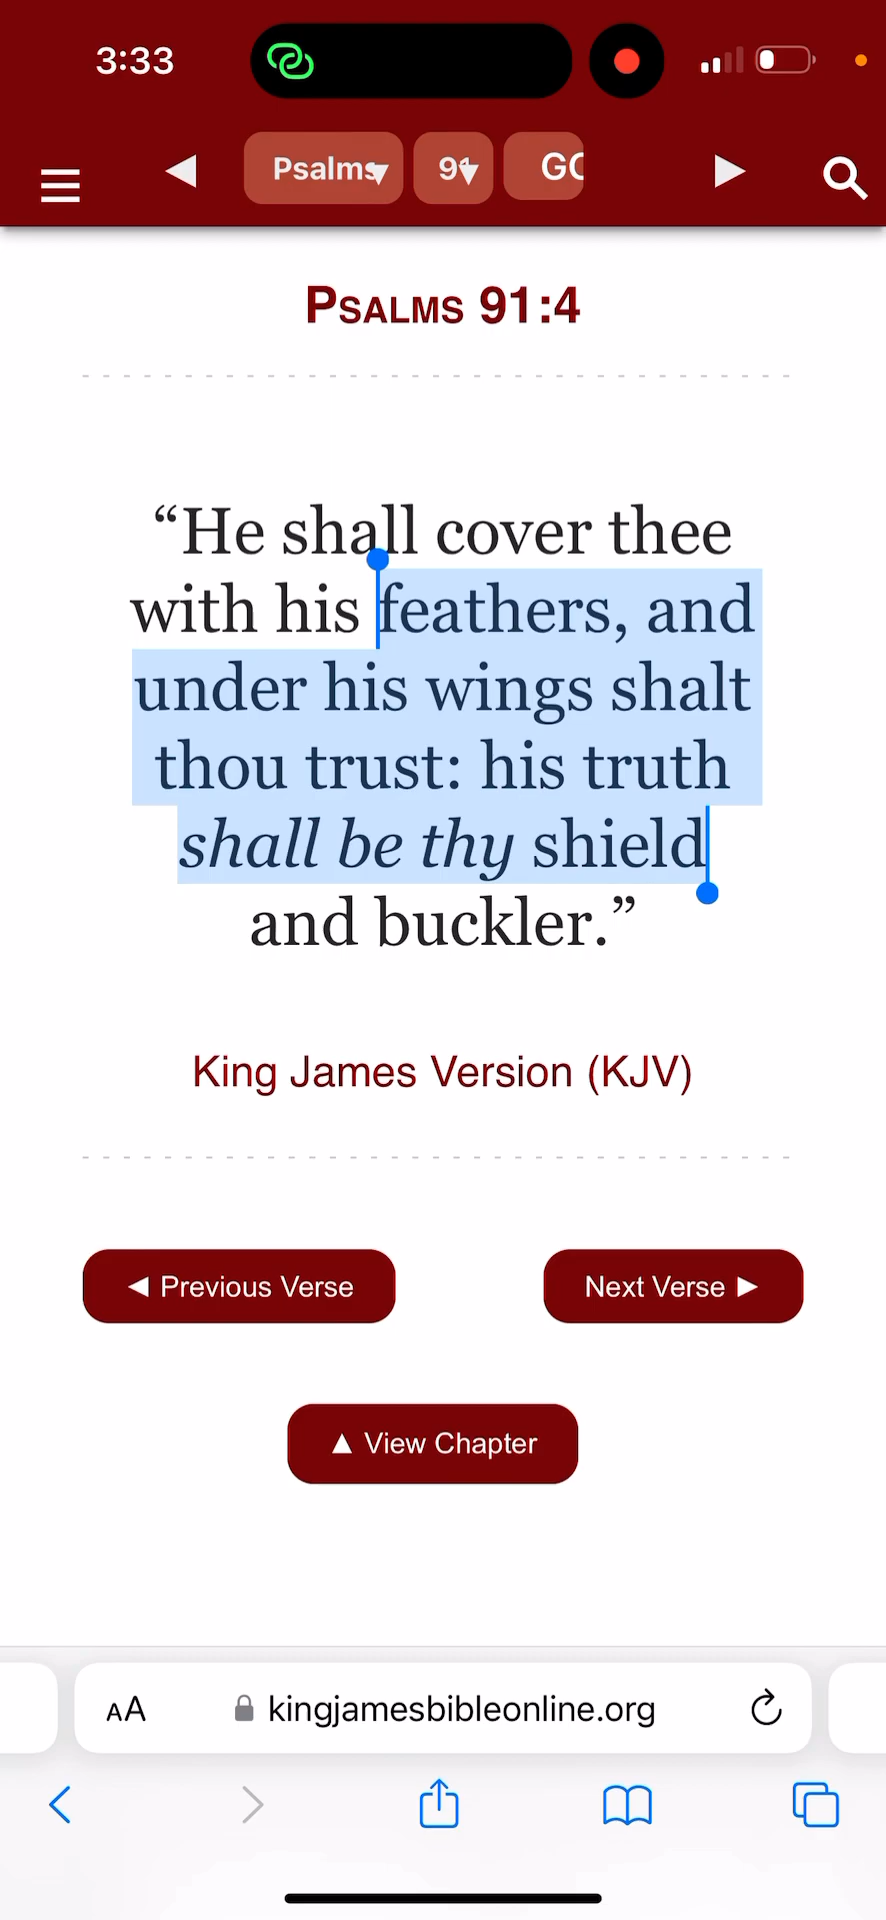 3:33
Psalms 91 GO
PSALMS 91:4
“He shall cover thee
with his feathers, and
under his wings shalt
thou trust: his truth
shall be thy shield
and buckler.”
King James Version (KJV)
◀ Previous Verse
Next Verse ▶
▲ View Chapter
AA kingjamesbibleonline.org